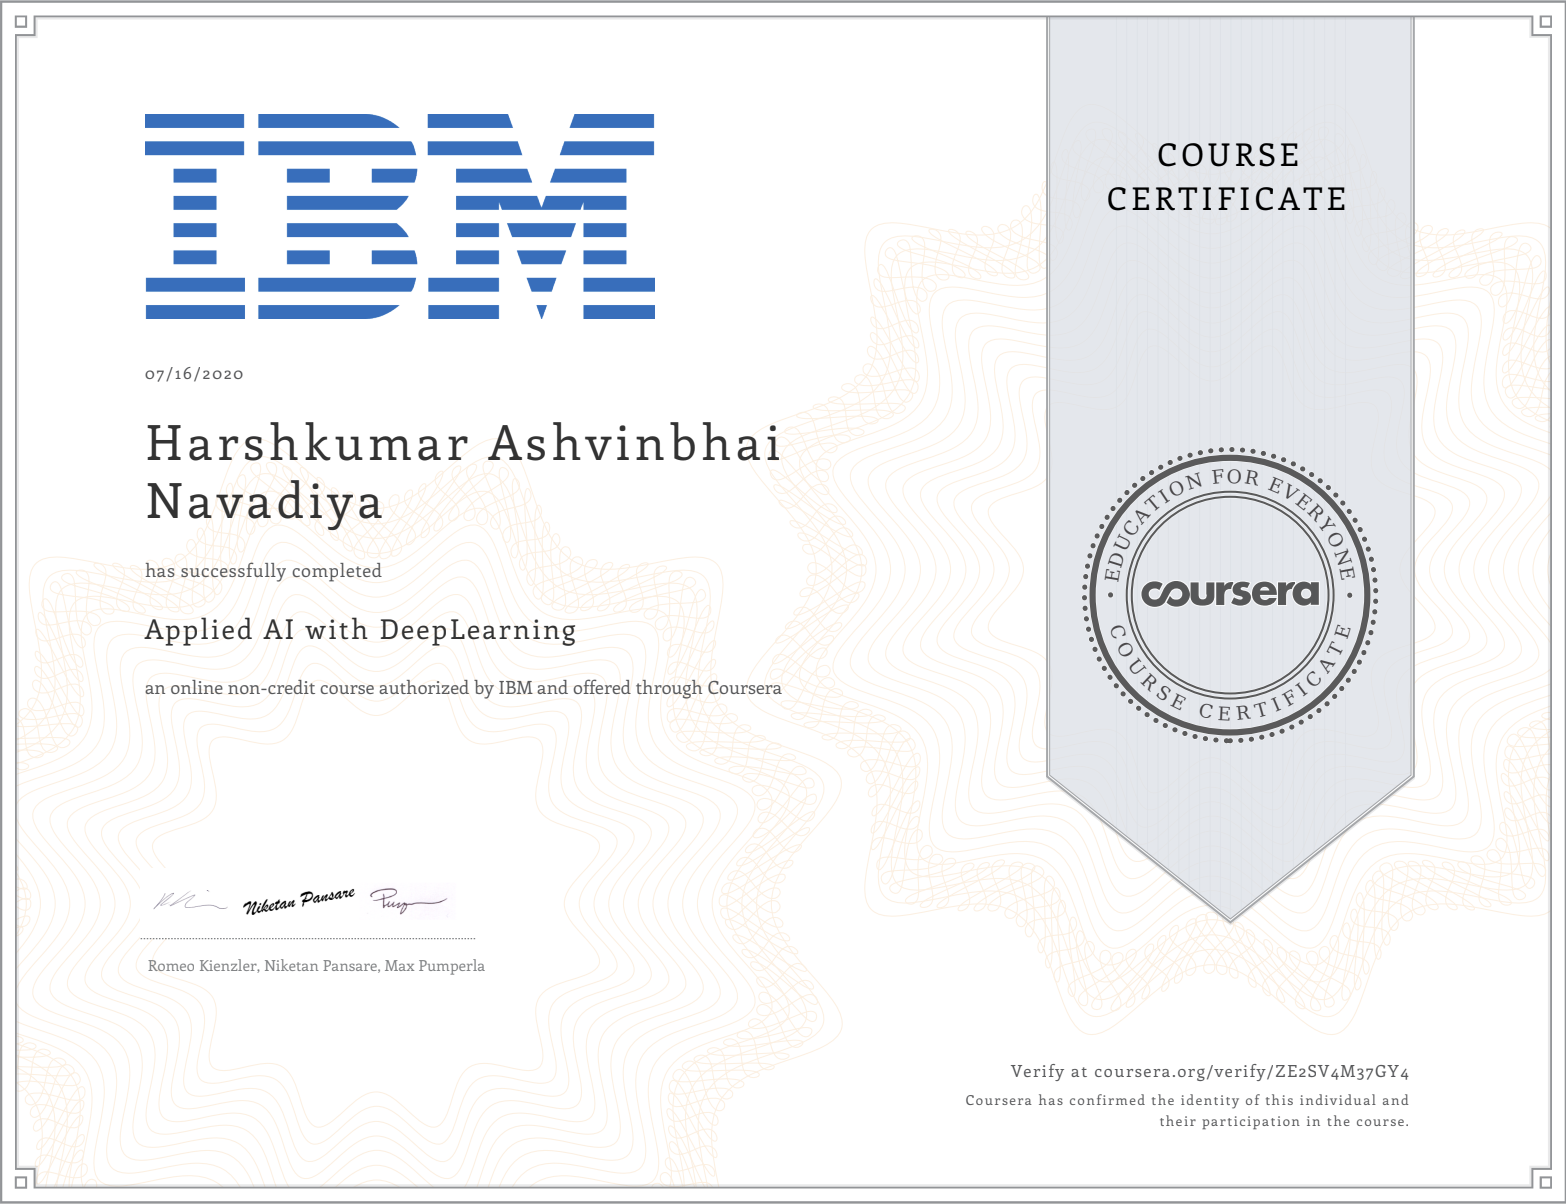 IBM
07/16/2020
Harshkumar Ashvinbhai
Navadiya
has successfully completed
Applied AI with DeepLearning
an online non-credit course authorized by IBM and offered through Coursera
Niketan Pansare
Romeo Kienzler, Niketan Pansare, Max Pumperla
COURSE
CERTIFICATE
EDUCATION FOR EVERYONE
coursera
COURSE CERTIFICATE
Verify at coursera.org/verify/ZE2SV4M37GY4
Coursera has confirmed the identity of this individual and
their participation in the course.